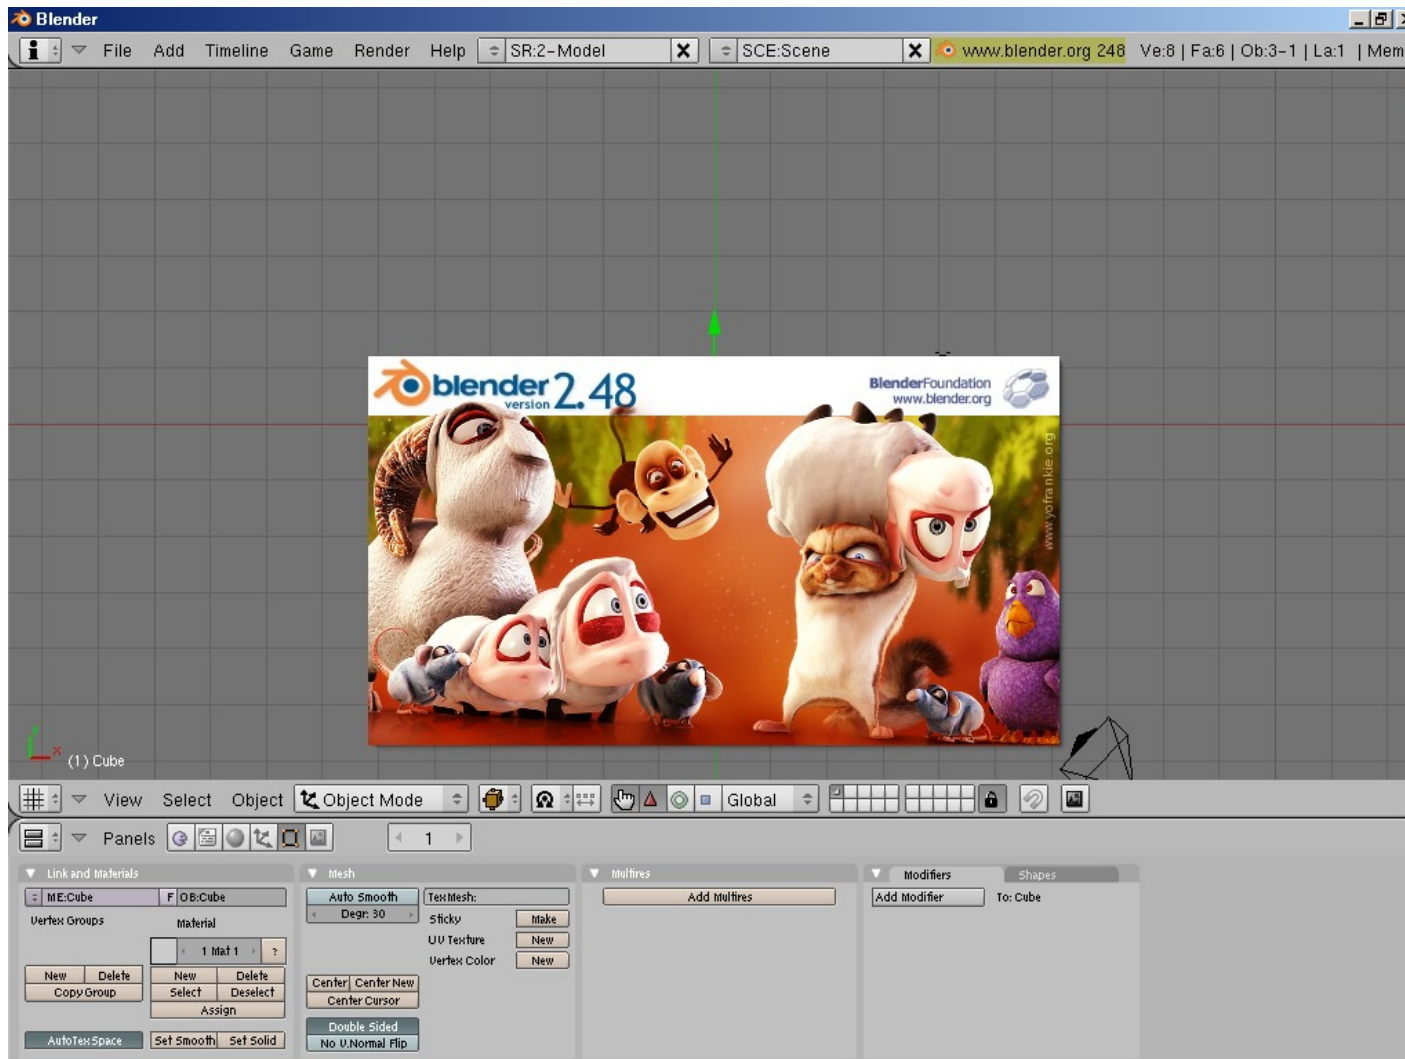 Blender
File Add Timeline Game Render Help SR:2-Model SCE:Scene www.blender.org 248 Ve:8 | Fa:6 | Ob:3-1 | La:1 | Mem
blender 2.48
version
BlenderFoundation
www.blender.org
www.yofrankie.org
y
x
(1) Cube
View Select Object Object Mode Global
Panels 1
Link and Materials Mesh Multires Modifiers Shapes
ME:Cube F OB:Cube Auto Smooth TexMesh: Add Multires Add Modifier To: Cube
Degr: 30
Vertex Groups Material Sticky Make
UV Texture New
1 Mat 1 ? Vertex Color New
New Delete New Delete
Copy Group Select Deselect Center Center New
Assign Center Cursor
Double Sided
AutoTexSpace Set Smooth Set Solid No V.Normal Flip